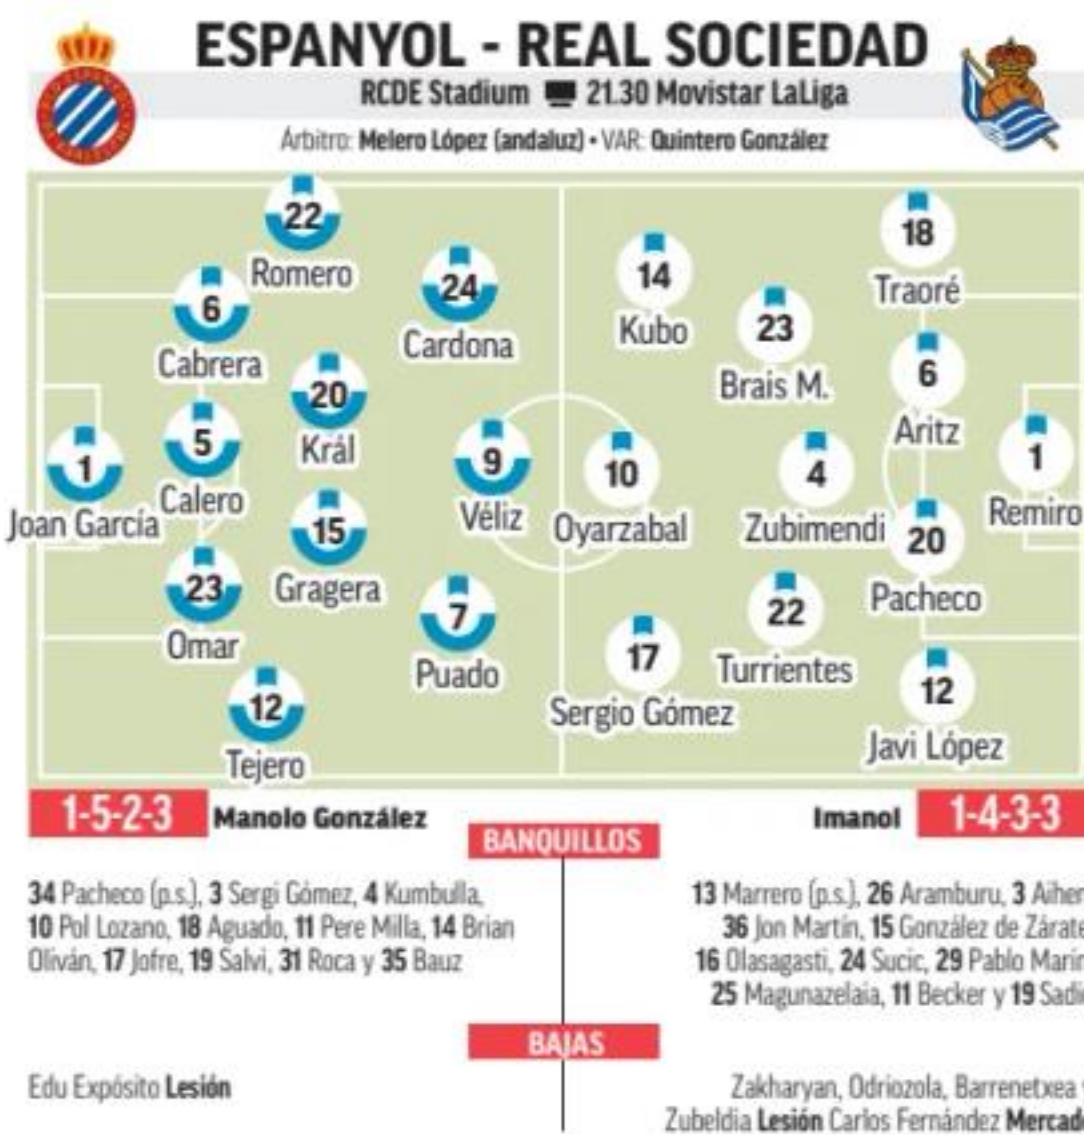 ESPANYOL - REAL SOCIEDAD
RCDE Stadium 21.30 Movistar LaLiga
Árbitro: Melero López (andaluz) • VAR: Quintero González
22
Romero
6
Cabrera
24
Cardona
20
Král
1
Joan García
5
Calero
9
Véliz
15
Gragera
23
Omar
7
Puado
12
Tejero
14
Kubo
18
Traoré
23
Brais M.
6
Aritz
10
Oyarzabal
4
Zubimendi
1
Remiro
20
Pacheco
22
Turrientes
17
Sergio Gómez
12
Javi López
1-5-2-3 Manolo González
Imanol 1-4-3-3
BANQUILLOS
34 Pacheco (p.s.), 3 Sergi Gómez, 4 Kumbulla,
10 Pol Lozano, 18 Aguado, 11 Pere Milla, 14 Brian
Oliván, 17 Jofre, 19 Salvi, 31 Roca y 35 Bauz
13 Marrero (p.s.), 26 Aramburu, 3 Aihen
36 Jon Martín, 15 González de Zárate
16 Olasagasti, 24 Sucic, 29 Pablo Marín
25 Magunazelaia, 11 Becker y 19 Sadiq
BAJAS
Edu Expósito Lesión
Zakharyan, Odriozola, Barrenetxea y
Zubeldia Lesión Carlos Fernández Mercado